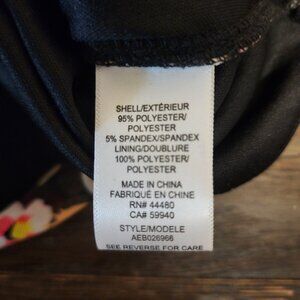 SHELL/EXTÉRIEUR
95% POLYESTER/
POLYESTER
5% SPANDEX/SPANDEX
LINING/DOUBLURE
100% POLYESTER/
POLYESTER
MADE IN CHINA
FABRIQUÉ EN CHINE
RN# 44480
CA# 59940
STYLE/MODELE
AEB026966
SEE REVERSE FOR CARE